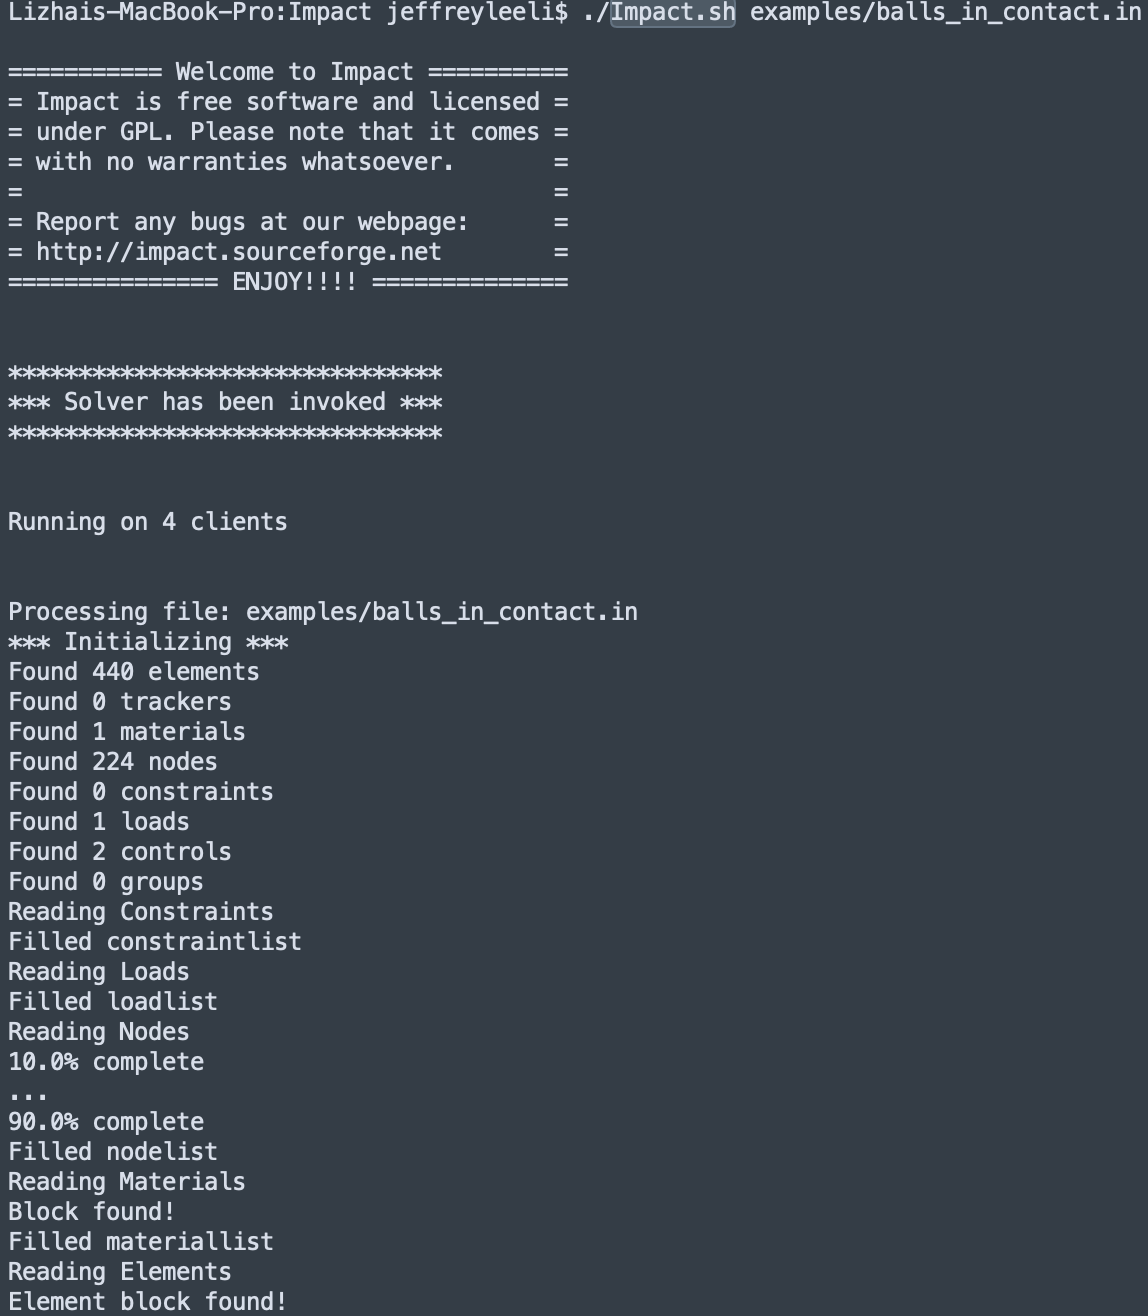 Lizhais-MacBook-Pro:Impact jeffreyleeli$ ./Impact.sh examples/balls_in_contact.in
=========== Welcome to Impact ==========
= Impact is free software and licensed =
= under GPL. Please note that it comes =
= with no warranties whatsoever.       =
=                                      =
= Report any bugs at our webpage:      =
= http://impact.sourceforge.net        =
=============== ENJOY!!!! ==============
*******************************
*** Solver has been invoked ***
*******************************
Running on 4 clients
Processing file: examples/balls_in_contact.in
*** Initializing ***
Found 440 elements
Found 0 trackers
Found 1 materials
Found 224 nodes
Found 0 constraints
Found 1 loads
Found 2 controls
Found 0 groups
Reading Constraints
Filled constraintlist
Reading Loads
Filled loadlist
Reading Nodes
10.0% complete
...
90.0% complete
Filled nodelist
Reading Materials
Block found!
Filled materiallist
Reading Elements
Element block found!